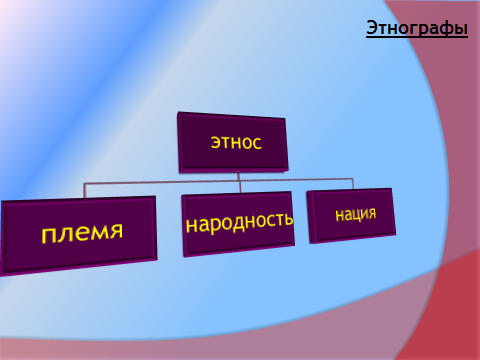 Этнографы
этнос
племя
народность
нация